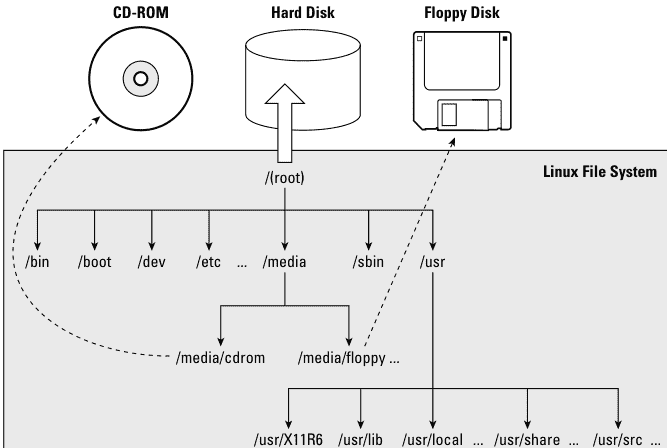 CD-ROM Hard Disk Floppy Disk
Linux File System
/(root)
/bin /boot /dev /etc ... /media /sbin /usr
/media/cdrom /media/floppy ...
/usr/X11R6 /usr/lib /usr/local ... /usr/share ... /usr/src ...